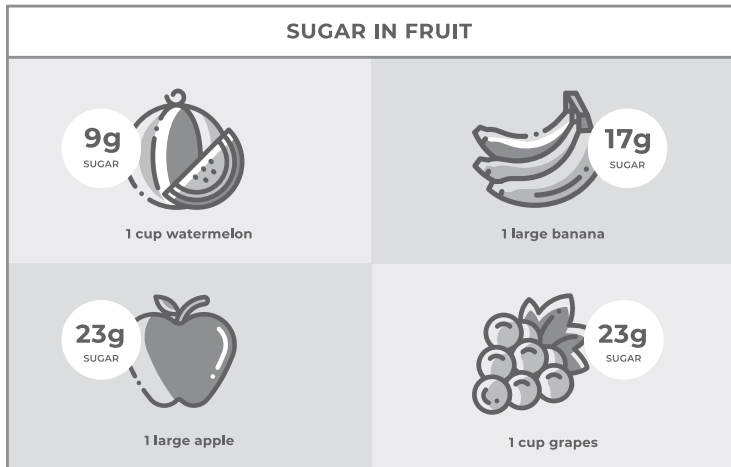 SUGAR IN FRUIT
9g
SUGAR
1 cup watermelon
17g
SUGAR
1 large banana
23g
SUGAR
1 large apple
23g
SUGAR
1 cup grapes